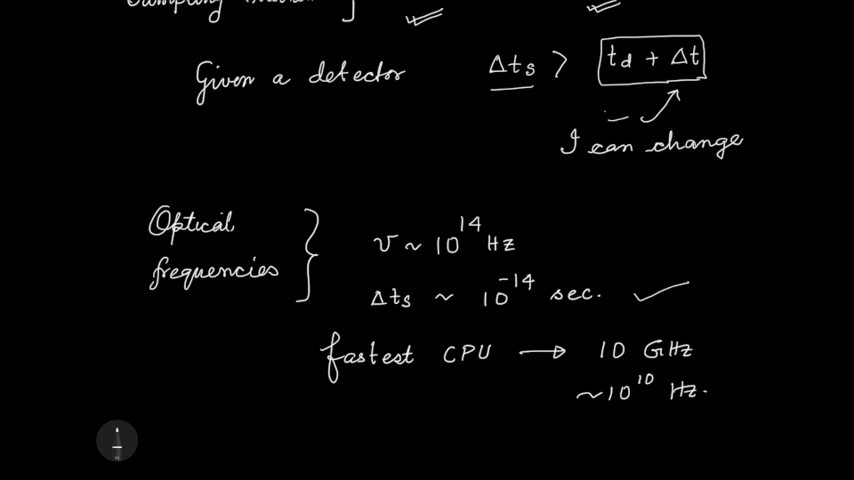 Given a detector Δts > td + Δt
I can change
Optical frequencies } ν ~ 10^14 Hz
Δts ~ 10^-14 sec. ✓
fastest CPU → 10 GHz
~10^10 Hz.